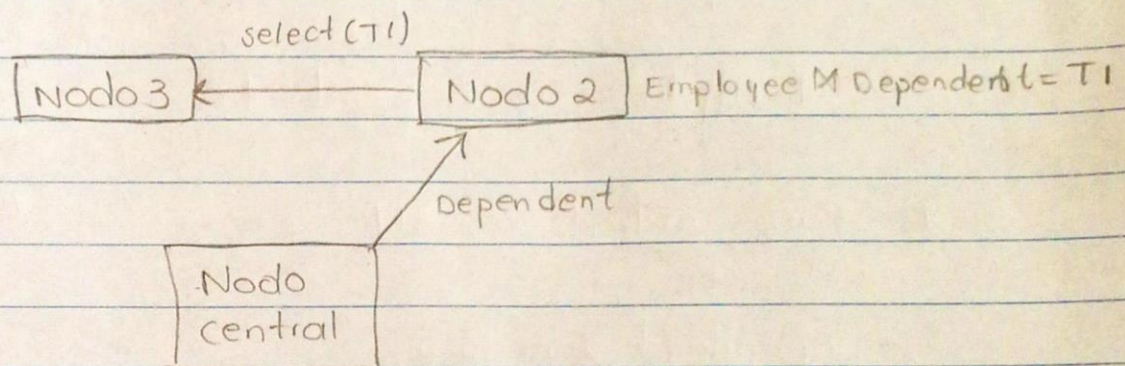 select (T1)
Nodo 3
Nodo 2
Employee ⋈ Dependent = T1
Dependent
Nodo
central